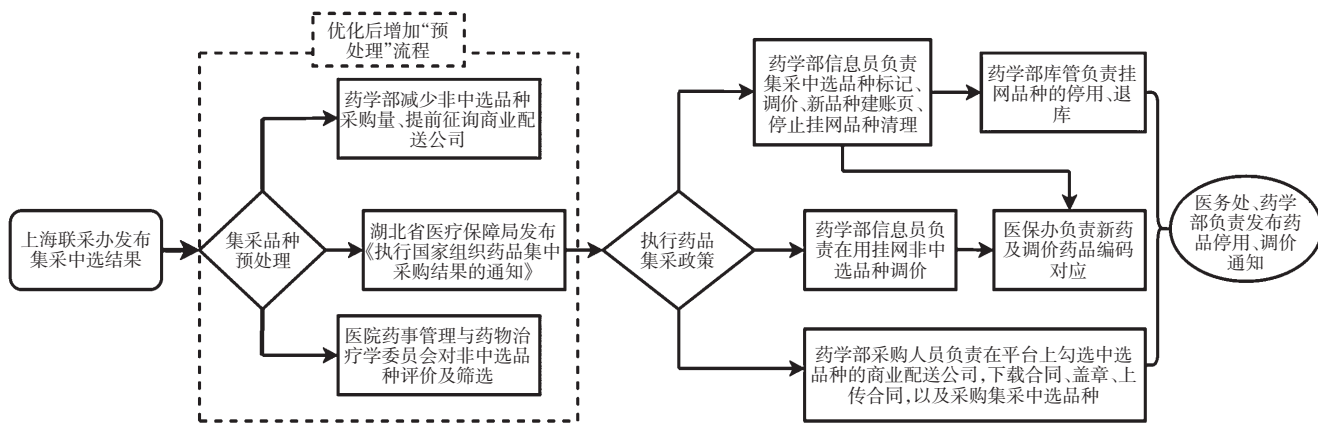 优化后增加“预
处理”流程
药学部减少非中选品种
采购量、提前征询商业配
送公司
上海联采办发布
集采中选结果
集采品种
预处理
湖北省医疗保障局发布
《执行国家组织药品集中
采购结果的通知》
医院药事管理与药物治
疗学委员会对非中选品
种评价及筛选
执行药品
集采政策
药学部信息员负责
集采中选品种标记、
调价、新品种建账页、
停止挂网品种清理
药学部库管负责挂
网品种的停用、退
库
药学部信息员负
责在用挂网非中
选品种调价
医保办负责新药
及调价药品编码
对应
药学部采购人员负责在平台上勾选中选
品种的商业配送公司,下载合同、盖章、上
传合同,以及采购集采中选品种
医务处、药学
部负责发布药
品停用、调价
通知